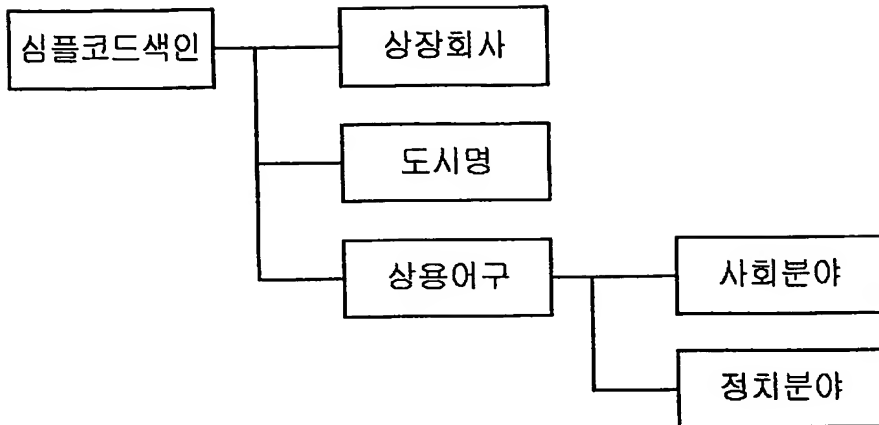 심플코드색인
상장회사
도시명
상용어구
사회분야
정치분야